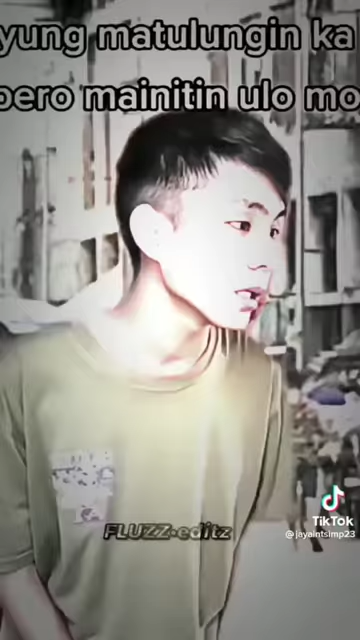 yung matulungin ka
pero mainitin ulo mo
FLUZZ-editz
TikTok
@jayaintsimp23